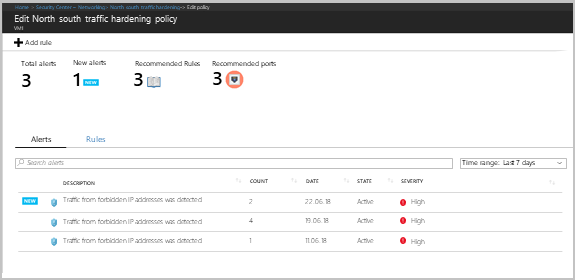 Home > Security Center - Networking > North south traffic hardening > Edit policy
Edit North south traffic hardening policy
VM1
Add rule
Total alerts New alerts Recommended Rules Recommended ports
3 1 NEW 3 3
Alerts Rules
Search alerts Time range: Last 7 days
DESCRIPTION COUNT DATE STATE SEVERITY
NEW Traffic from forbidden IP addresses was detected 2 22.06.18 Active High
Traffic from forbidden IP addresses was detected 4 19.06.18 Active High
Traffic from forbidden IP addresses was detected 1 11.06.18 Active High